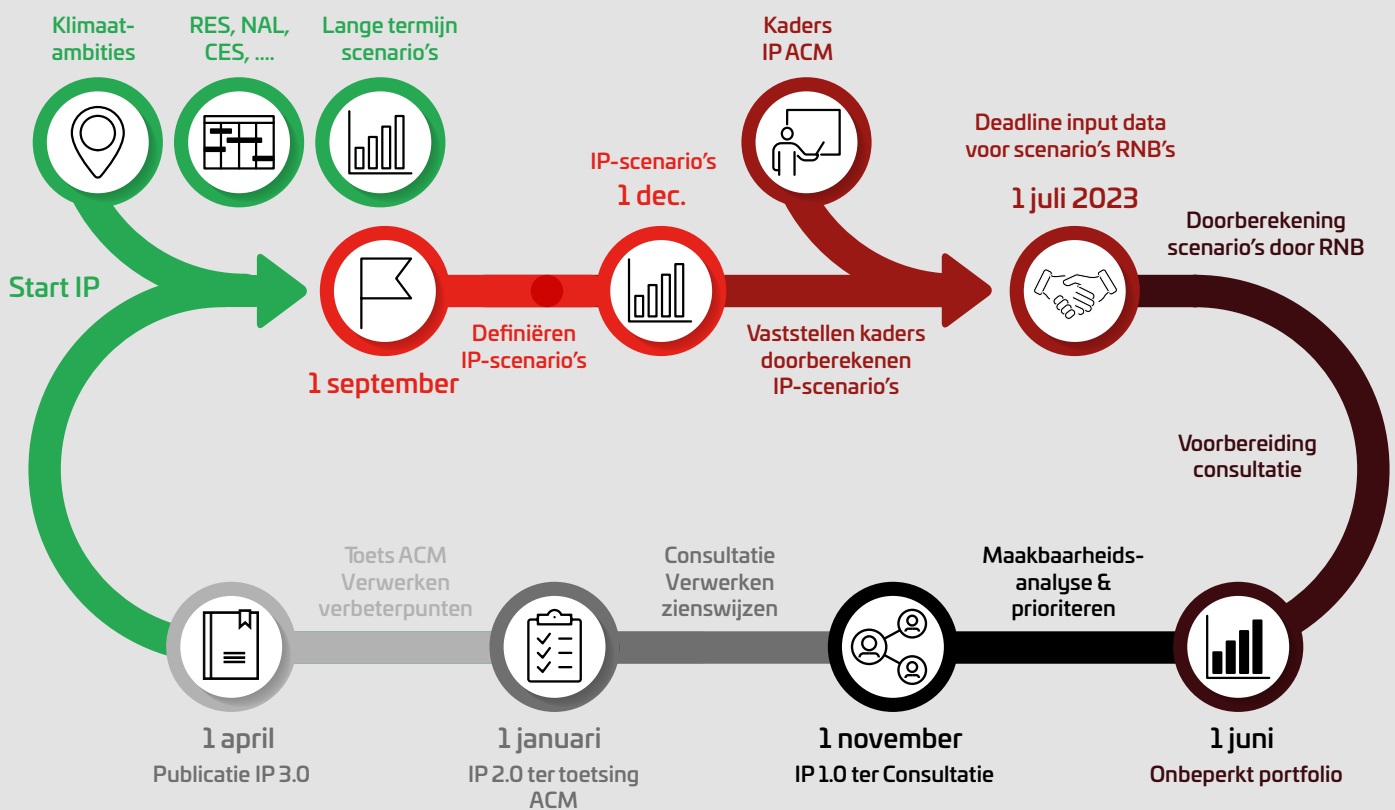 Klimaat-
ambities
RES, NAL,
CES, ....
Lange termijn
scenario's
Kaders
IP ACM
Deadline input data
voor scenario's RNB's
1 juli 2023
IP-scenario's
1 dec.
Doorberekening
scenario's door RNB
Start IP
Definiëren
IP-scenario's
1 september
Vaststellen kaders
doorberekenen
IP-scenario's
Voorbereiding
consultatie
Toets ACM
Verwerken
verbeterpunten
Consultatie
Verwerken
zienswijzen
Maakbaarheids-
analyse &
prioriteren
1 april
Publicatie IP 3.0
1 januari
IP 2.0 ter toetsing
ACM
1 november
IP 1.0 ter Consultatie
1 juni
Onbeperkt portfolio